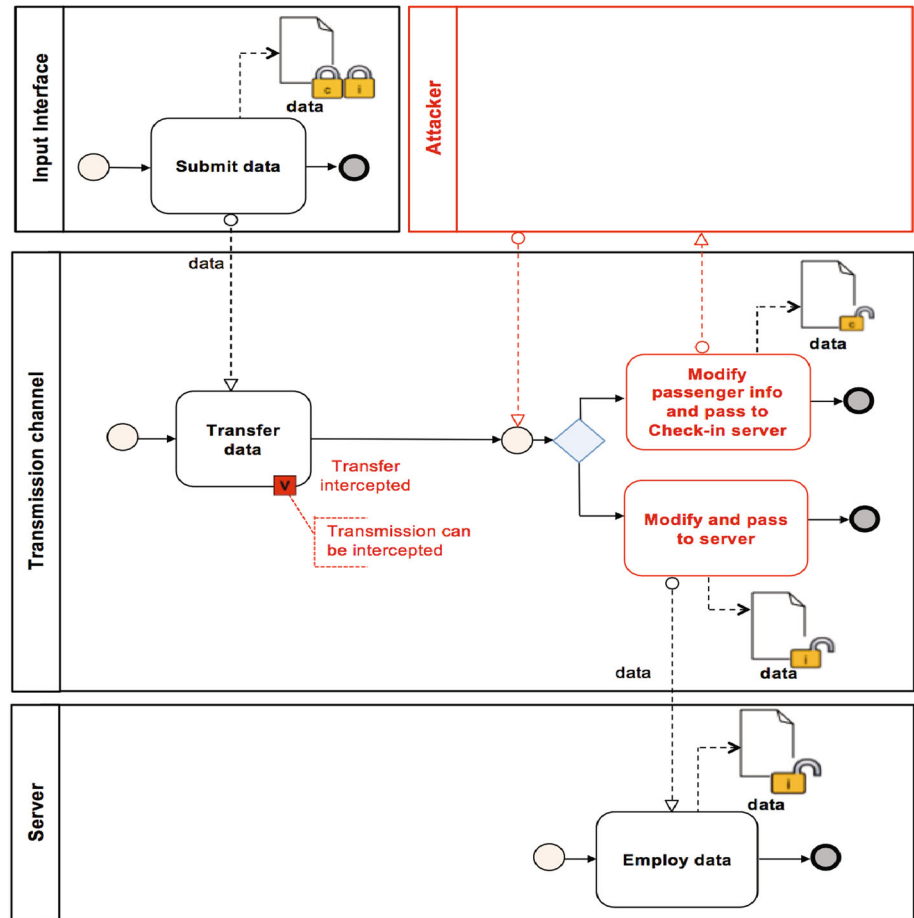 Input Interface
c
i
data
Submit data
Attacker
data
Transmission channel
c
data
Modify
passenger info
and pass to
Check-in server
Transfer
data
V
Transfer
intercepted
Transmission can
be intercepted
Modify and pass
to server
i
data
data
Server
i
data
Employ data